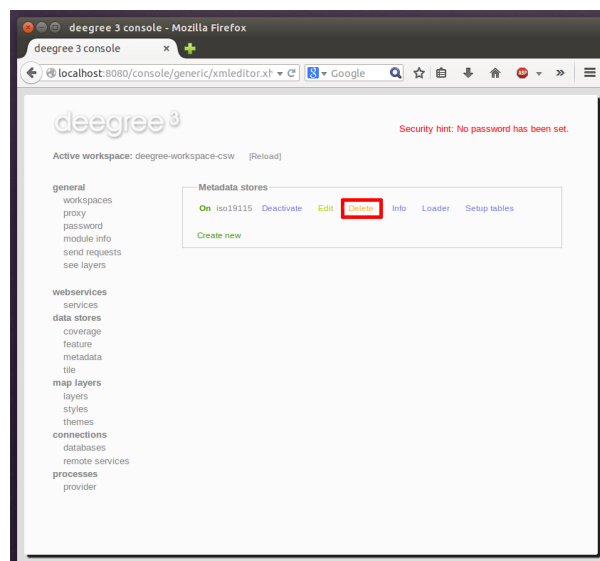 deegree 3 console - Mozilla Firefox
deegree 3 console
localhost:8080/console/generic/xmleditor.xh
Google
ABP
deegree 3
Security hint: No password has been set.
Active workspace: deegree-workspace-csw [Reload]
general
workspaces
proxy
password
module info
send requests
see layers
webservices
services
data stores
coverage
feature
metadata
tile
map layers
layers
styles
themes
connections
databases
remote services
processes
provider
Metadata stores
On iso19115 Deactivate Edit Delete Info Loader Setup tables
Create new